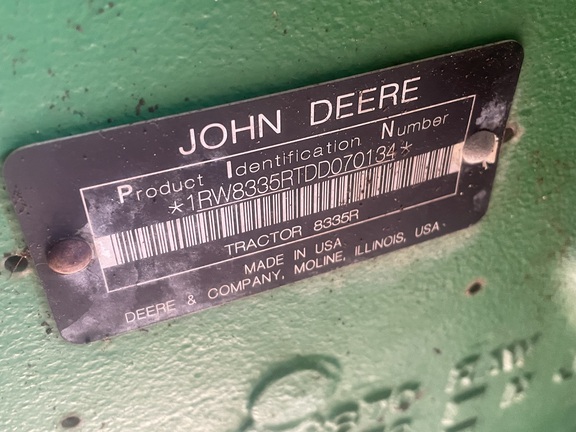 JOHN DEERE
Product Identification Number
*1RW8335RTDD070134*
TRACTOR 8335R
MADE IN USA
DEERE & COMPANY, MOLINE, ILLINOIS, USA